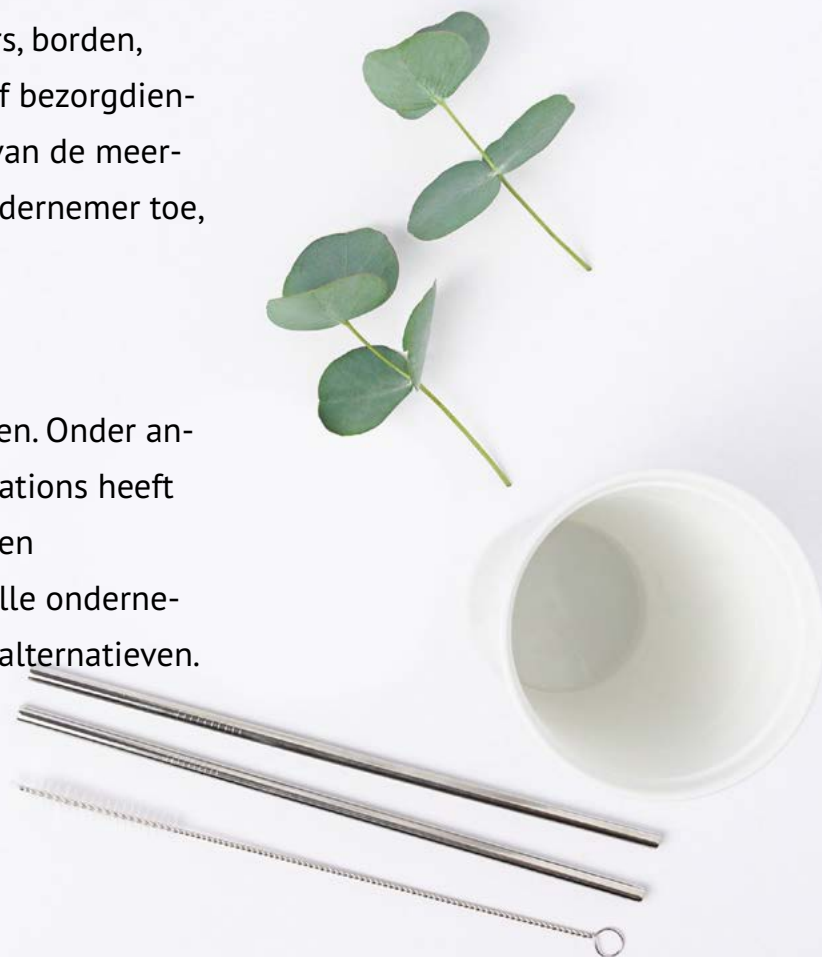 rs, borden,
f bezorgdien-
van de meer-
dernemer toe,
en. Onder an-
ations heeft
en
lle onderne-
alternatieven.